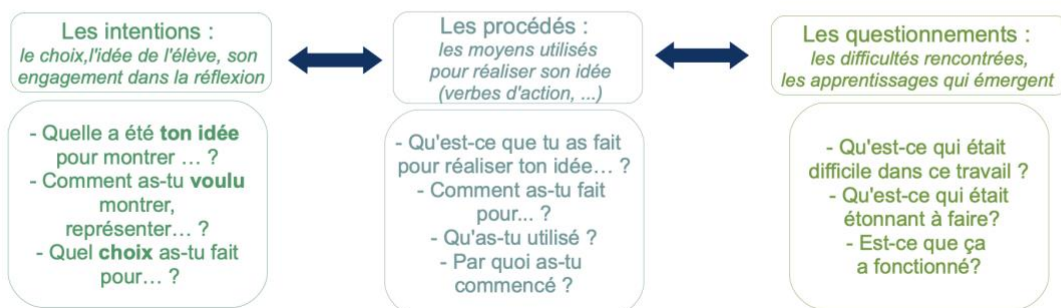 Les intentions :
le choix,l'idée de l'élève, son
engagement dans la réflexion
Les procédés :
les moyens utilisés
pour réaliser son idée
(verbes d'action, ...)
Les questionnements :
les difficultés rencontrées,
les apprentissages qui émergent
- Quelle a été ton idée
pour montrer … ?
- Comment as-tu voulu
montrer,
représenter… ?
- Quel choix as-tu fait
pour… ?
- Qu'est-ce que tu as fait
pour réaliser ton idée… ?
- Comment as-tu fait
pour... ?
- Qu'as-tu utilisé ?
- Par quoi as-tu
commencé ?
- Qu'est-ce qui était
difficile dans ce travail ?
- Qu'est-ce qui était
étonnant à faire?
- Est-ce que ça
a fonctionné?